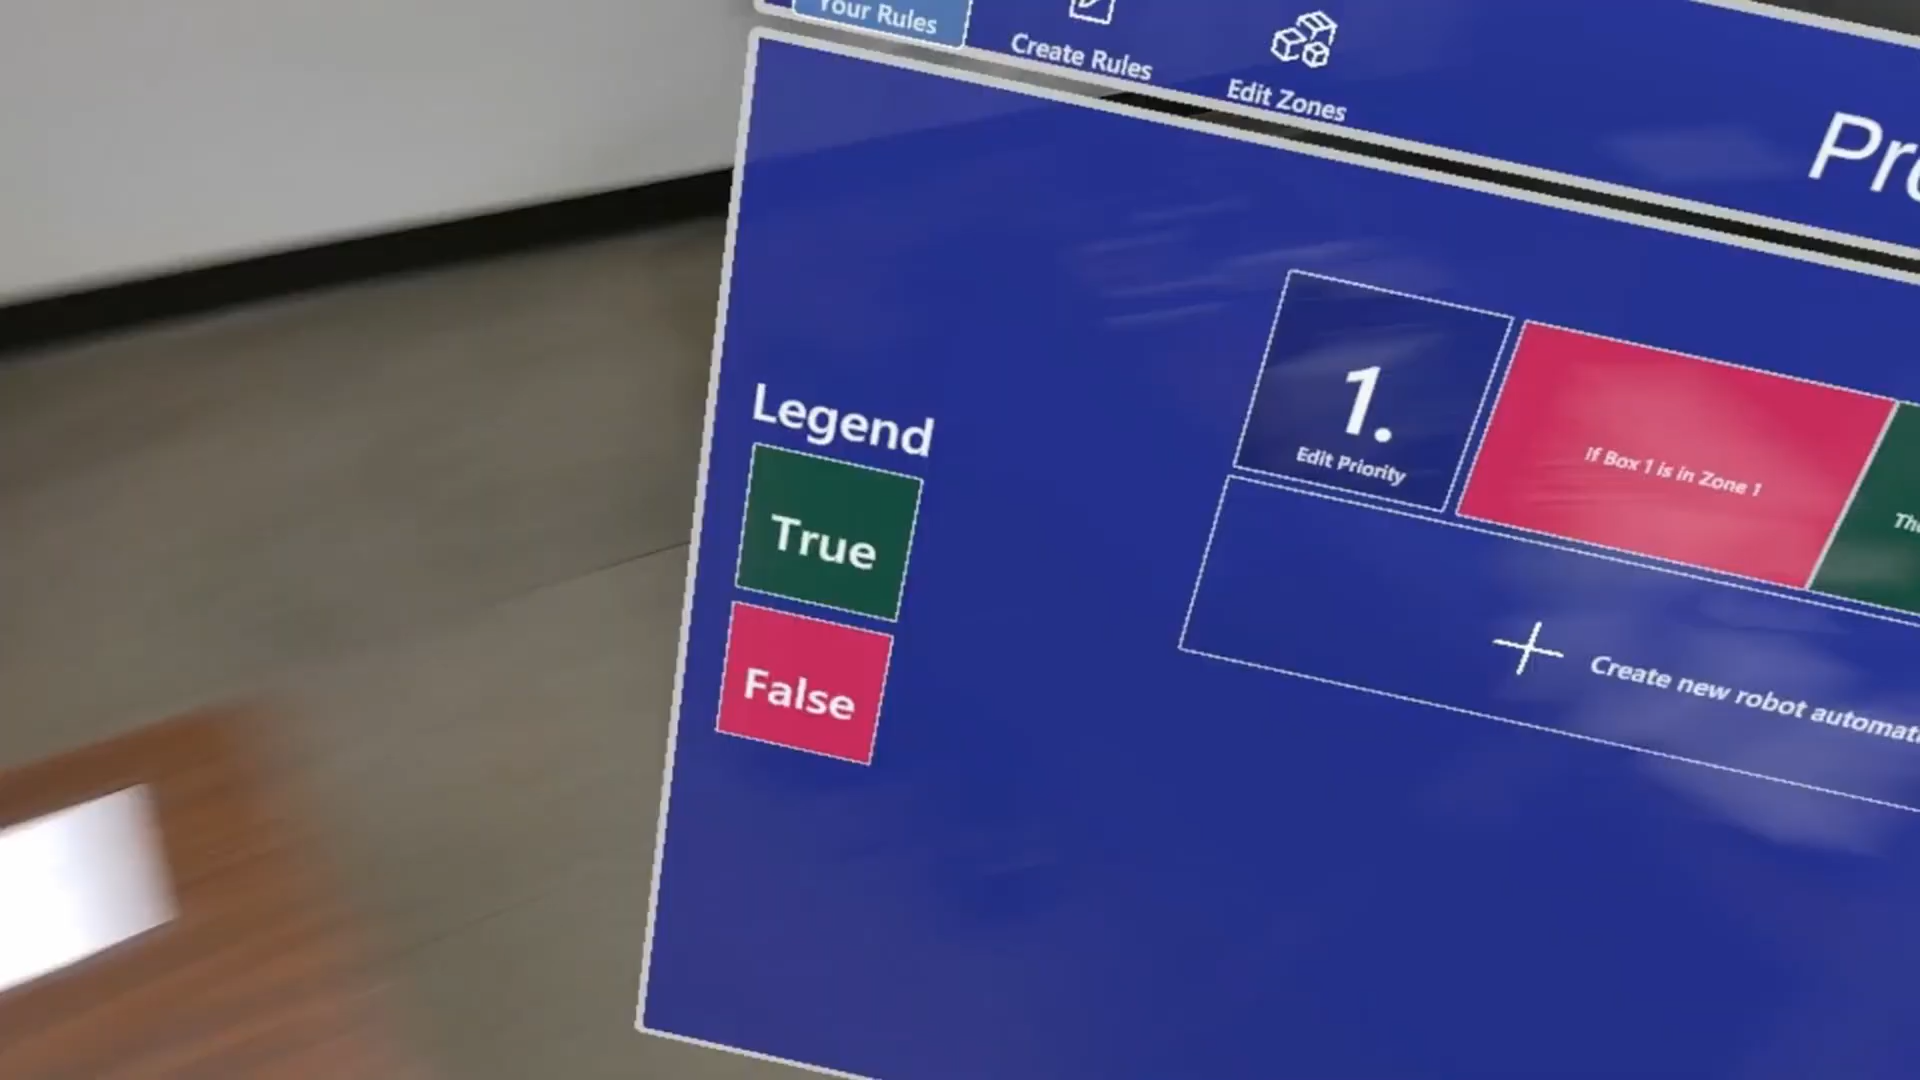 Your Rules
Create Rules
Edit Zones
Legend
True
False
1.
Edit Priority
If Box 1 is in Zone 1
Create new robot